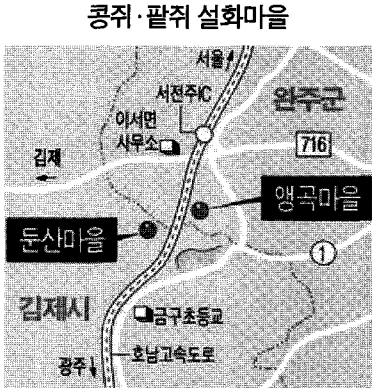 콩쥐·팥쥐 설화마을
서울
서전주IC
완주군
이서면
사무소
716
김제
앵곡마을
둔산마을
1
김제시
금구초등교
호남고속도로
광주